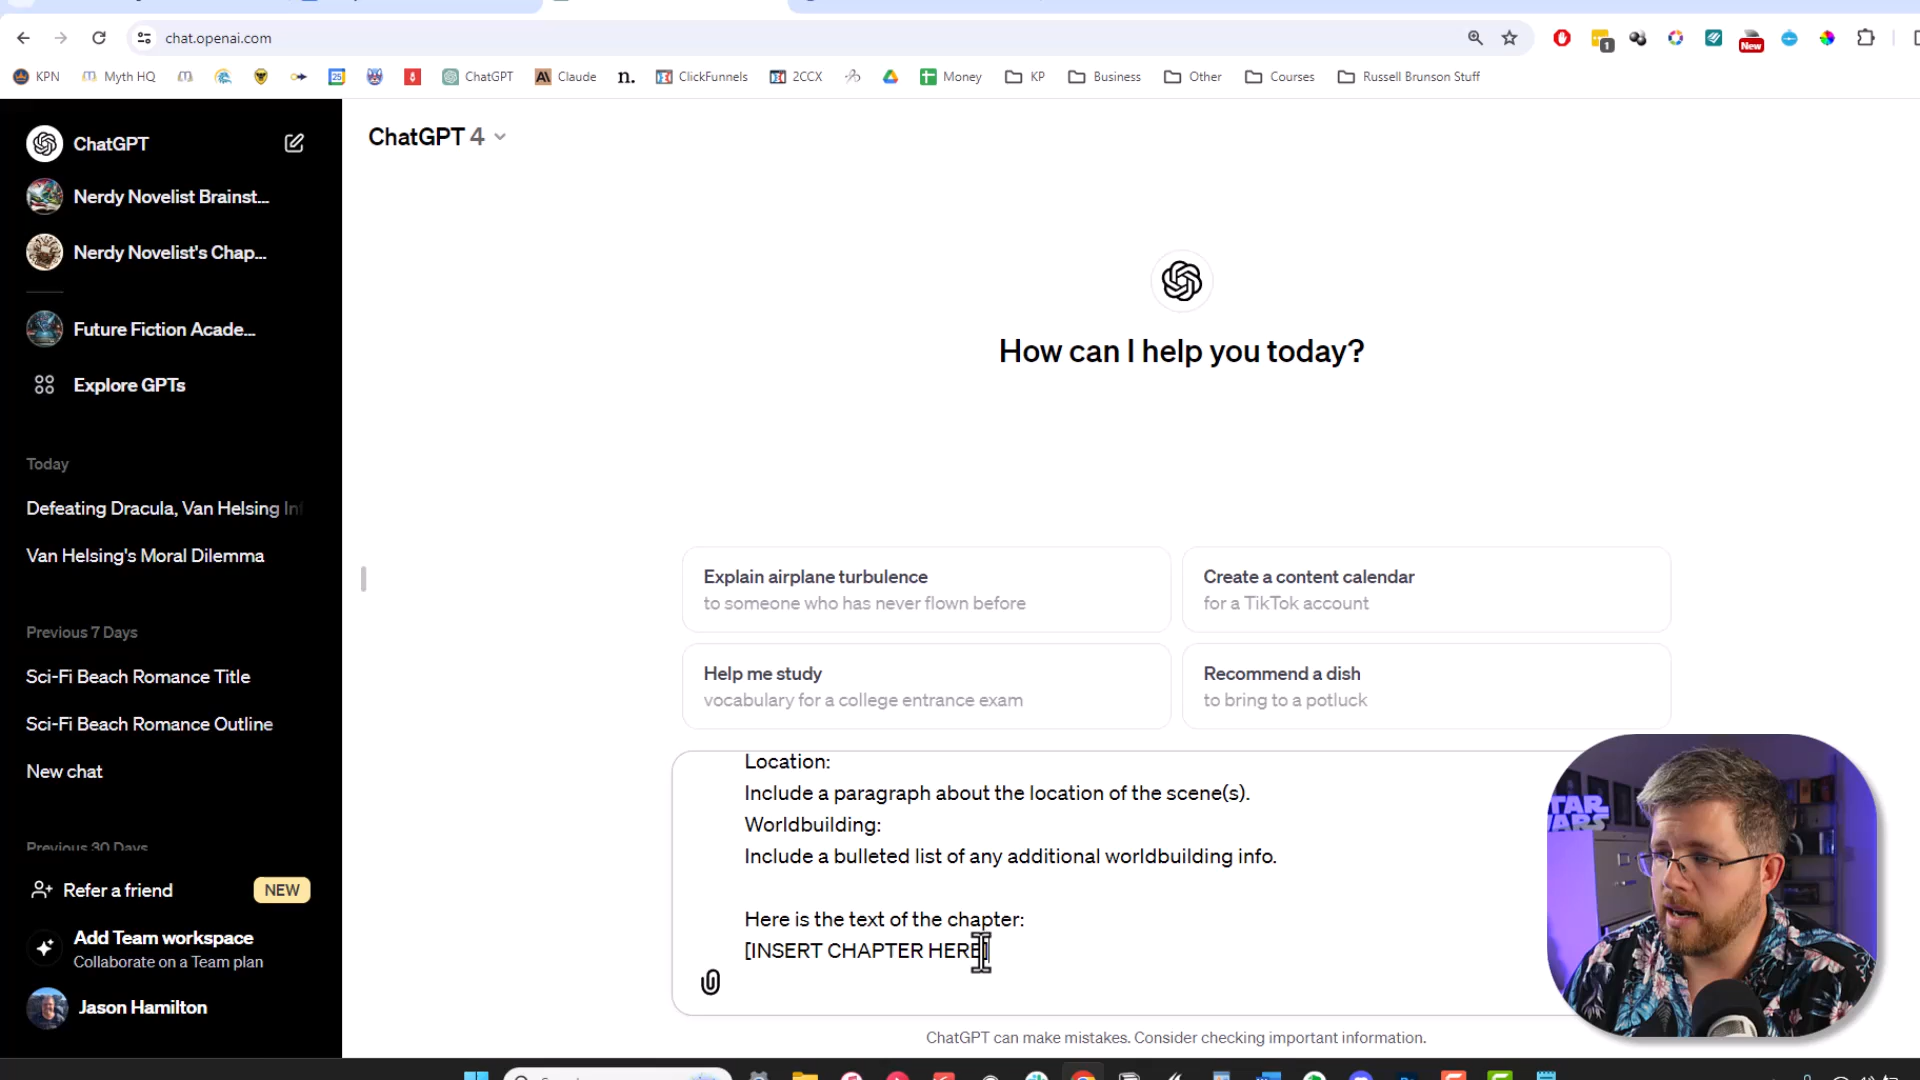 chat.openai.com
1
New
KPN
Myth HQ
25
ChatGPT
Claude
n.
ClickFunnels
2CCX
Money
KP
Business
Other
Courses
Russell Brunson Stuff
ChatGPT
Nerdy Novelist Brainst...
Nerdy Novelist's Chap...
Future Fiction Acade...
Explore GPTs
Today
Defeating Dracula, Van Helsing In
Van Helsing's Moral Dilemma
Previous 7 Days
Sci-Fi Beach Romance Title
Sci-Fi Beach Romance Outline
New chat
Previous 30 Days
Refer a friend
NEW
Add Team workspace
Collaborate on a Team plan
Jason Hamilton
ChatGPT 4
How can I help you today?
Explain airplane turbulence
to someone who has never flown before
Create a content calendar
for a TikTok account
Help me study
vocabulary for a college entrance exam
Recommend a dish
to bring to a potluck
Location:
Include a paragraph about the location of the scene(s).
Worldbuilding:
Include a bulleted list of any additional worldbuilding info.
Here is the text of the chapter:
[INSERT CHAPTER HERE]
ChatGPT can make mistakes. Consider checking important information.
STAR
WARS